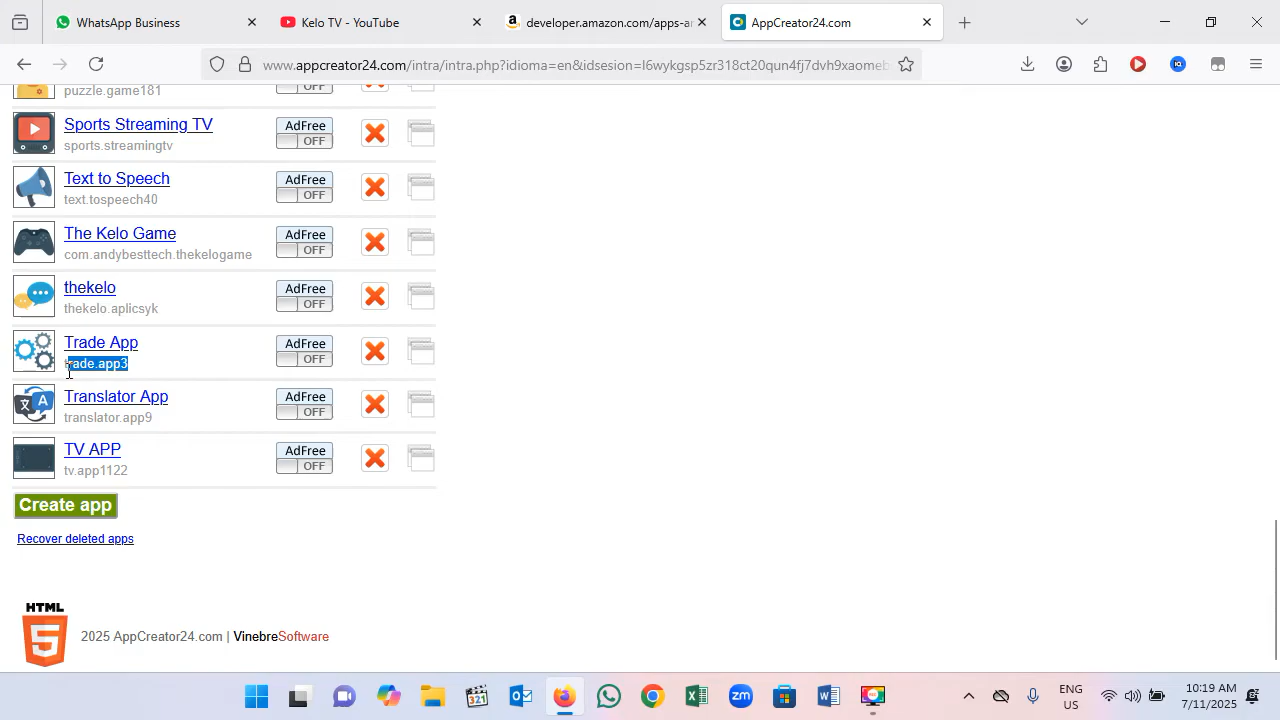 WhatsApp Business
Kelo TV - YouTube
developer.amazon.com/apps-ar
AppCreator24.com
www.appcreator24.com/intra/intra.php?idioma=en&idsesion=l6wykgsp5zr318ct20qun4fj7dvh9xaomeb
puzzle.game181
OFF
Sports Streaming TV
sports.streamingtv
AdFree
OFF
Text to Speech
text.tospeech40
AdFree
OFF
The Kelo Game
com.andybesttech.thekelogame
AdFree
OFF
thekelo
thekelo.aplicsyk
AdFree
OFF
Trade App
trade.app3
AdFree
OFF
Translator App
translator.app9
AdFree
OFF
TV APP
tv.app1122
AdFree
OFF
Create app
Recover deleted apps
HTML
5
2025 AppCreator24.com | VinebreSoftware
ENG
US
10:19 AM
7/11/2025